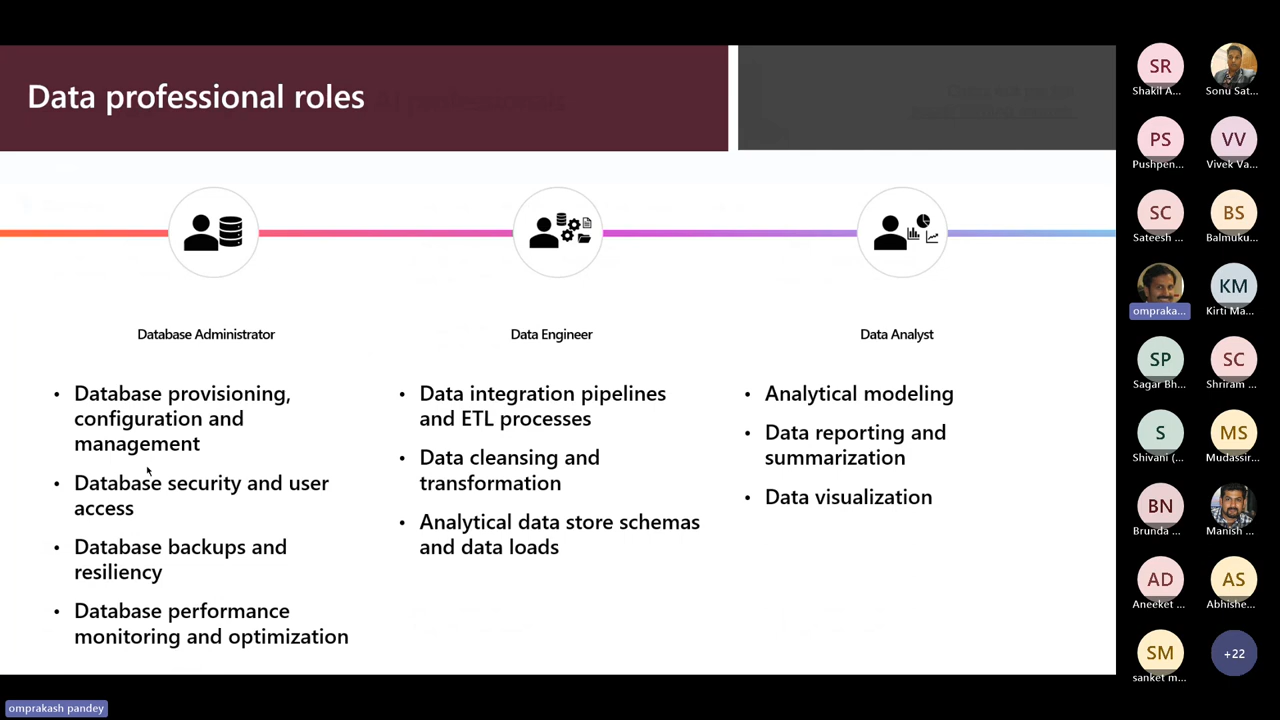 Data professional roles
Database Administrator
Data Engineer
Data Analyst
• Database provisioning,
configuration and
management
• Database security and user
access
• Database backups and
resiliency
• Database performance
monitoring and optimization
• Data integration pipelines
and ETL processes
• Data cleansing and
transformation
• Analytical data store schemas
and data loads
• Analytical modeling
• Data reporting and
summarization
• Data visualization
SR
Shakil A...
Sonu Sat...
PS
Pushpen...
VV
Vivek Va...
SC
Sateesh ...
BS
Balmuku...
ompraka...
KM
Kirti Ma...
SP
Sagar Bh...
SC
Shriram ...
S
Shivani (...
MS
Mudassir...
BN
Brunda ...
Manish ...
AD
Aneeket ...
AS
Abhishe...
SM
sanket m...
+22
omprakash pandey